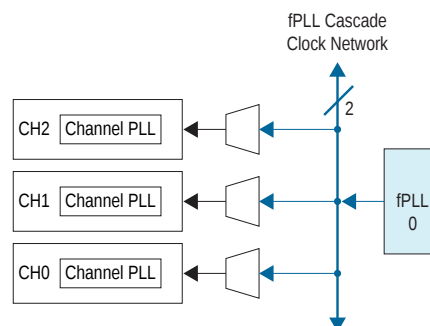 fPLL Cascade
Clock Network
2
CH2 Channel PLL
CH1 Channel PLL
fPLL
0
CH0 Channel PLL